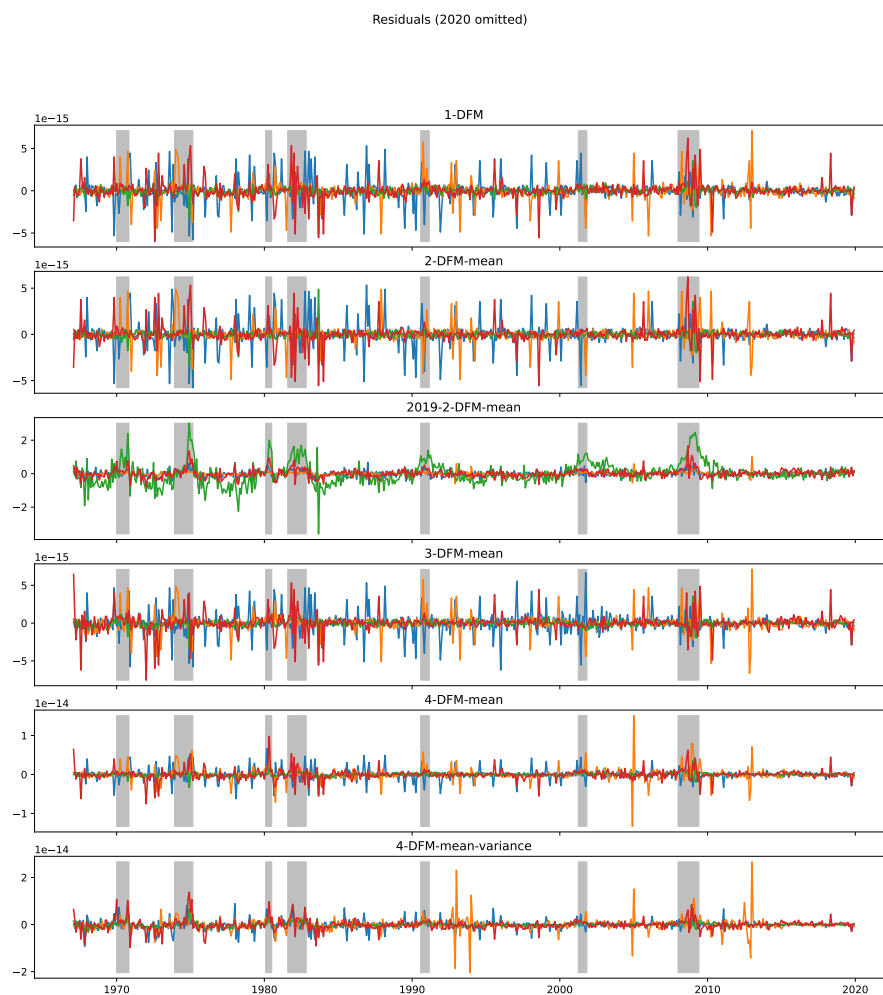 Residuals (2020 omitted)
1e−15
1-DFM
5
0
−5
1e−15
2-DFM-mean
5
0
−5
2019-2-DFM-mean
2
0
−2
1e−15
3-DFM-mean
5
0
−5
1e−14
4-DFM-mean
1
0
−1
1e−14
4-DFM-mean-variance
2
0
−2
1970 1980 1990 2000 2010 2020